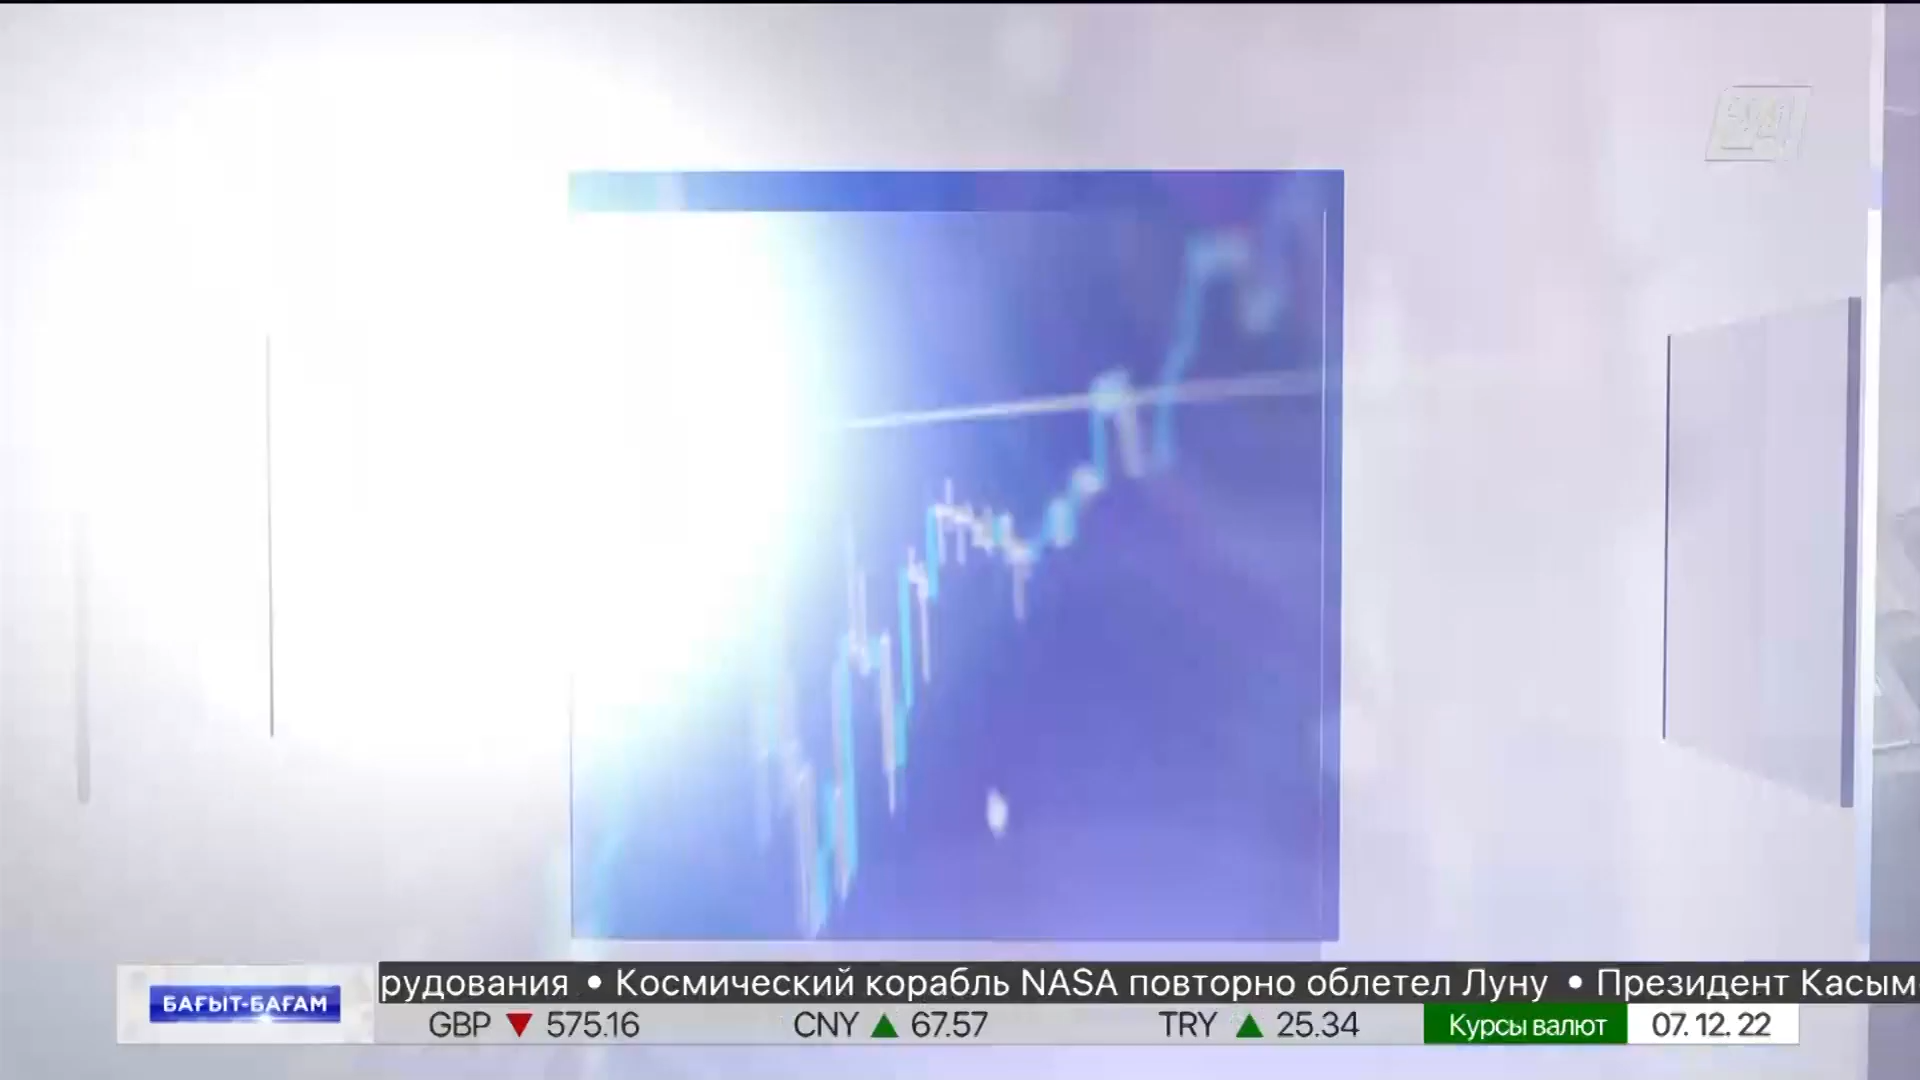 24
БАҒЫТ-БАҒАМ
рудования • Космический корабль NASA повторно облетел Луну • Президент Касым
GBP ▼ 575.16 CNY ▲ 67.57 TRY ▲ 25.34 Курсы валют 07. 12. 22